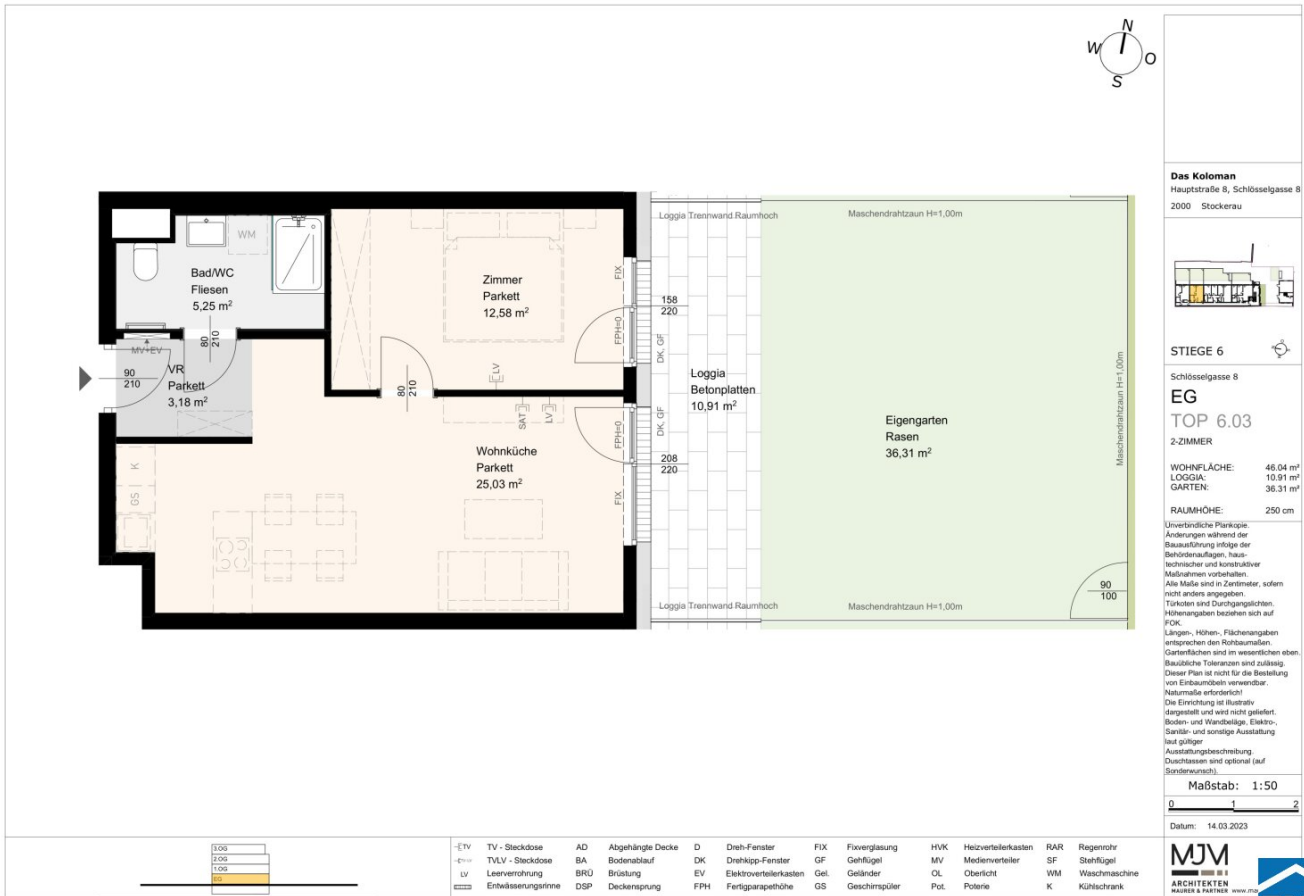 N
W
O
S
Das Koloman
Hauptstraße 8, Schlösselgasse 8
2000 Stockerau
STIEGE 6
Schlösselgasse 8
EG
TOP 6.03
2-ZIMMER
WOHNFLÄCHE: 46.04 m²
LOGGIA: 10.91 m²
GARTEN: 36.31 m²
RAUMHÖHE: 250 cm
Unverbindliche Plankopie.
Änderungen während der
Bauausführung infolge der
Behördenauflagen, haus-
technischer und konstruktiver
Maßnahmen vorbehalten.
Alle Maße sind in Zentimeter, sofern
nicht anders angegeben.
Türkoten sind Durchgangslichten.
Höhenangaben beziehen sich auf
FOK.
Längen-, Höhen-, Flächenangaben
entsprechen den Rohbaumaßen.
Gartenflächen sind im wesentlichen eben.
Bauübliche Toleranzen sind zulässig.
Dieser Plan ist nicht für die Bestellung
von Einbaumöbeln verwendbar.
Naturmaße erforderlich!
Die Einrichtung ist illustrativ
dargestellt und wird nicht geliefert.
Boden- und Wandbeläge, Elektro-,
Sanitär- und sonstige Ausstattung
laut gültiger
Ausstattungsbeschreibung.
Duschtassen sind optional (auf
Sonderwunsch).
Maßstab: 1:50
0 1 2
Datum: 14.03.2023
MJM
ARCHITEKTEN
MAURER & PARTNER www.ma
Bad/WC
Fliesen
5,25 m²
WM
80
210
MV+EV
90
210
VR
Parkett
3,18 m²
K
GS
Zimmer
Parkett
12,58 m²
LV
80
210
FIX
FPH=0
DK, GF
158
220
Wohnküche
Parkett
25,03 m²
SAT
LV
FPH=0
FIX
DK, GF
208
220
Loggia Trennwand Raumhoch
Loggia
Betonplatten
10,91 m²
Loggia Trennwand Raumhoch
Maschendrahtzaun H=1,00m
Eigengarten
Rasen
36,31 m²
Maschendrahtzaun H=1,00m
Maschendrahtzaun H=1,00m
90
100
3.OG
2.OG
1.OG
EG
TV TV - Steckdose AD Abgehängte Decke D Dreh-Fenster FIX Fixverglasung HVK Heizverteilerkasten RAR Regenrohr
TVLV - Steckdose BA Bodenablauf DK Drehkipp-Fenster GF Gehflügel MV Medienverteiler SF Stehflügel
LV Leerverrohrung BRÜ Brüstung EV Elektroverteilerkasten Gel. Geländer OL Oberlicht WM Waschmaschine
Entwässerungsrinne DSP Deckensprung FPH Fertigparapethöhe GS Geschirrspüler Pot. Poterie K Kühlschrank